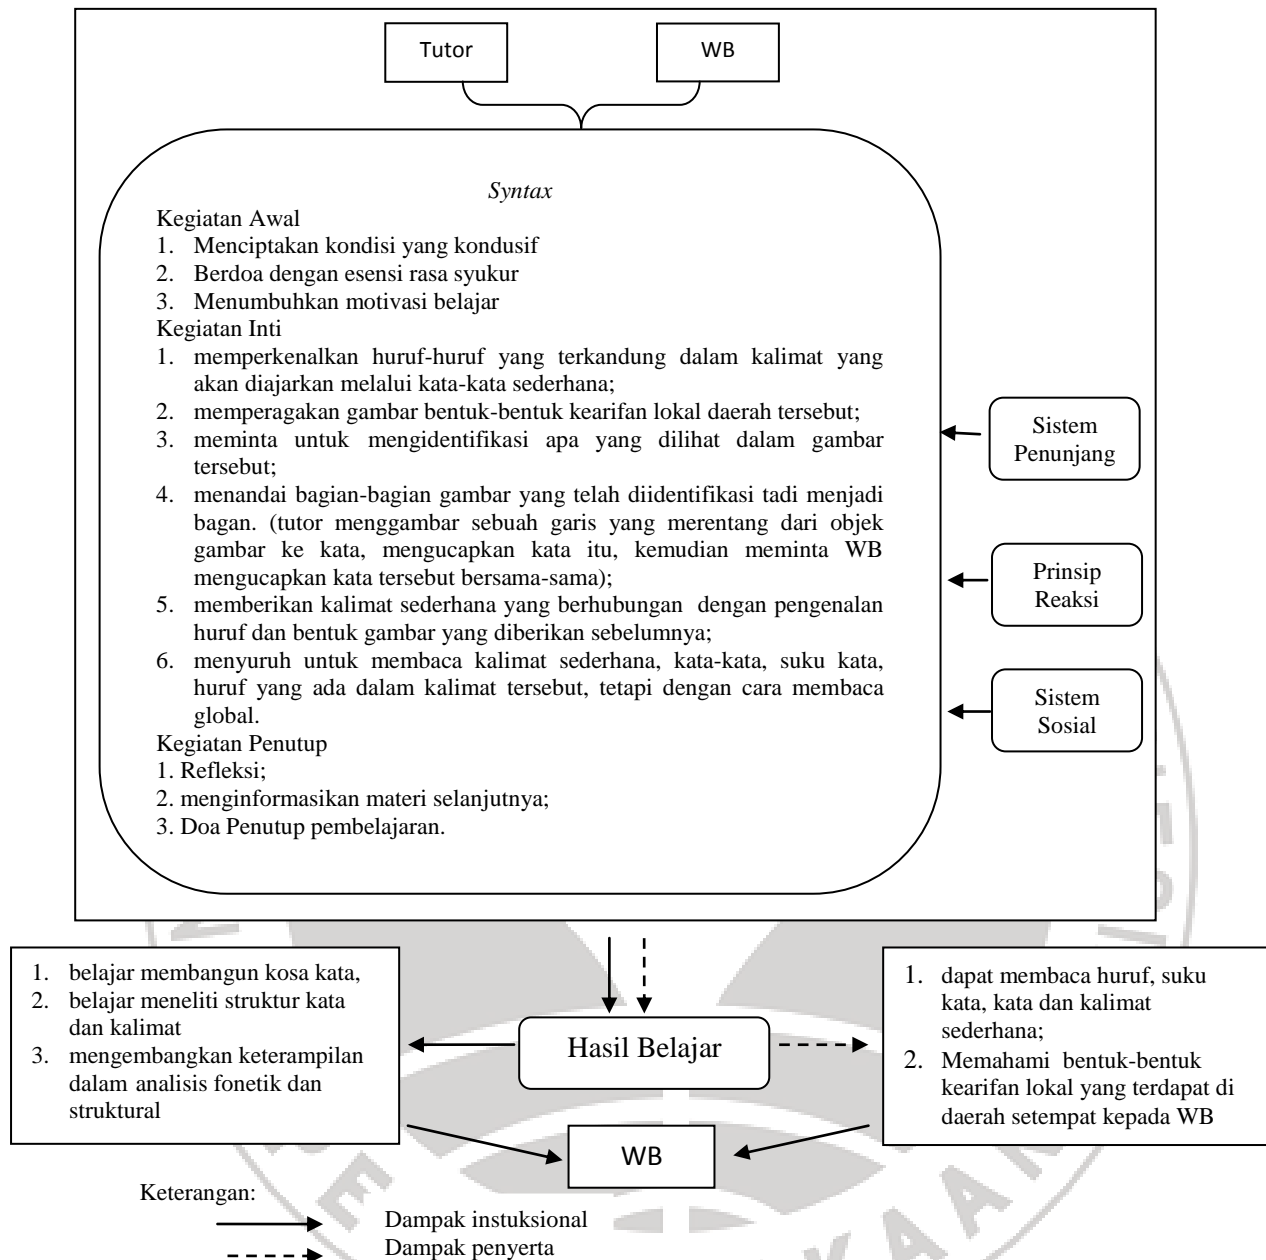 Tutor
WB
Syntax
Kegiatan Awal
1. Menciptakan kondisi yang kondusif
2. Berdoa dengan esensi rasa syukur
3. Menumbuhkan motivasi belajar
Kegiatan Inti
1. memperkenalkan huruf-huruf yang terkandung dalam kalimat yang
akan diajarkan melalui kata-kata sederhana;
2. memperagakan gambar bentuk-bentuk kearifan lokal daerah tersebut;
3. meminta untuk mengidentifikasi apa yang dilihat dalam gambar
tersebut;
4. menandai bagian-bagian gambar yang telah diidentifikasi tadi menjadi
bagan. (tutor menggambar sebuah garis yang merentang dari objek
gambar ke kata, mengucapkan kata itu, kemudian meminta WB
mengucapkan kata tersebut bersama-sama);
5. memberikan kalimat sederhana yang berhubungan dengan pengenalan
huruf dan bentuk gambar yang diberikan sebelumnya;
6. menyuruh untuk membaca kalimat sederhana, kata-kata, suku kata,
huruf yang ada dalam kalimat tersebut, tetapi dengan cara membaca
global.
Kegiatan Penutup
1. Refleksi;
2. menginformasikan materi selanjutnya;
3. Doa Penutup pembelajaran.
Sistem
Penunjang
Prinsip
Reaksi
Sistem
Sosial
1. belajar membangun kosa kata,
2. belajar meneliti struktur kata
dan kalimat
3. mengembangkan keterampilan
dalam analisis fonetik dan
struktural
Hasil Belajar
1. dapat membaca huruf, suku
kata, kata dan kalimat
sederhana;
2. Memahami bentuk-bentuk
kearifan lokal yang terdapat di
daerah setempat kepada WB
WB
Keterangan:
Dampak instuksional
Dampak penyerta